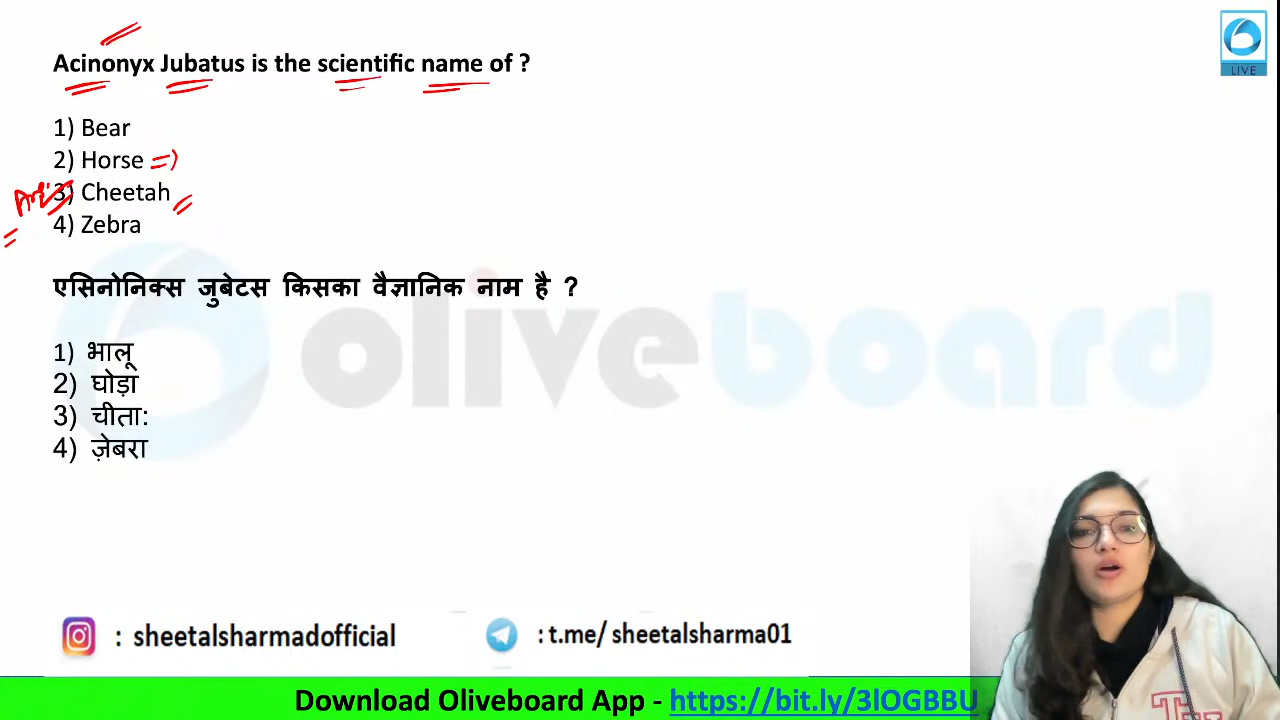 Acinonyx Jubatus is the scientific name of ?
LIVE
1) Bear
2) Horse =>
Ans 3) Cheetah
4) Zebra
एसिनोनिक्स जुबेटस किसका वैज्ञानिक नाम है ?
oliveboard
1) भालू
2) घोड़ा
3) चीता:
4) ज़ेबरा
: sheetalsharmadofficial
: t.me/ sheetalsharma01
Download Oliveboard App - https://bit.ly/3lOGBBU